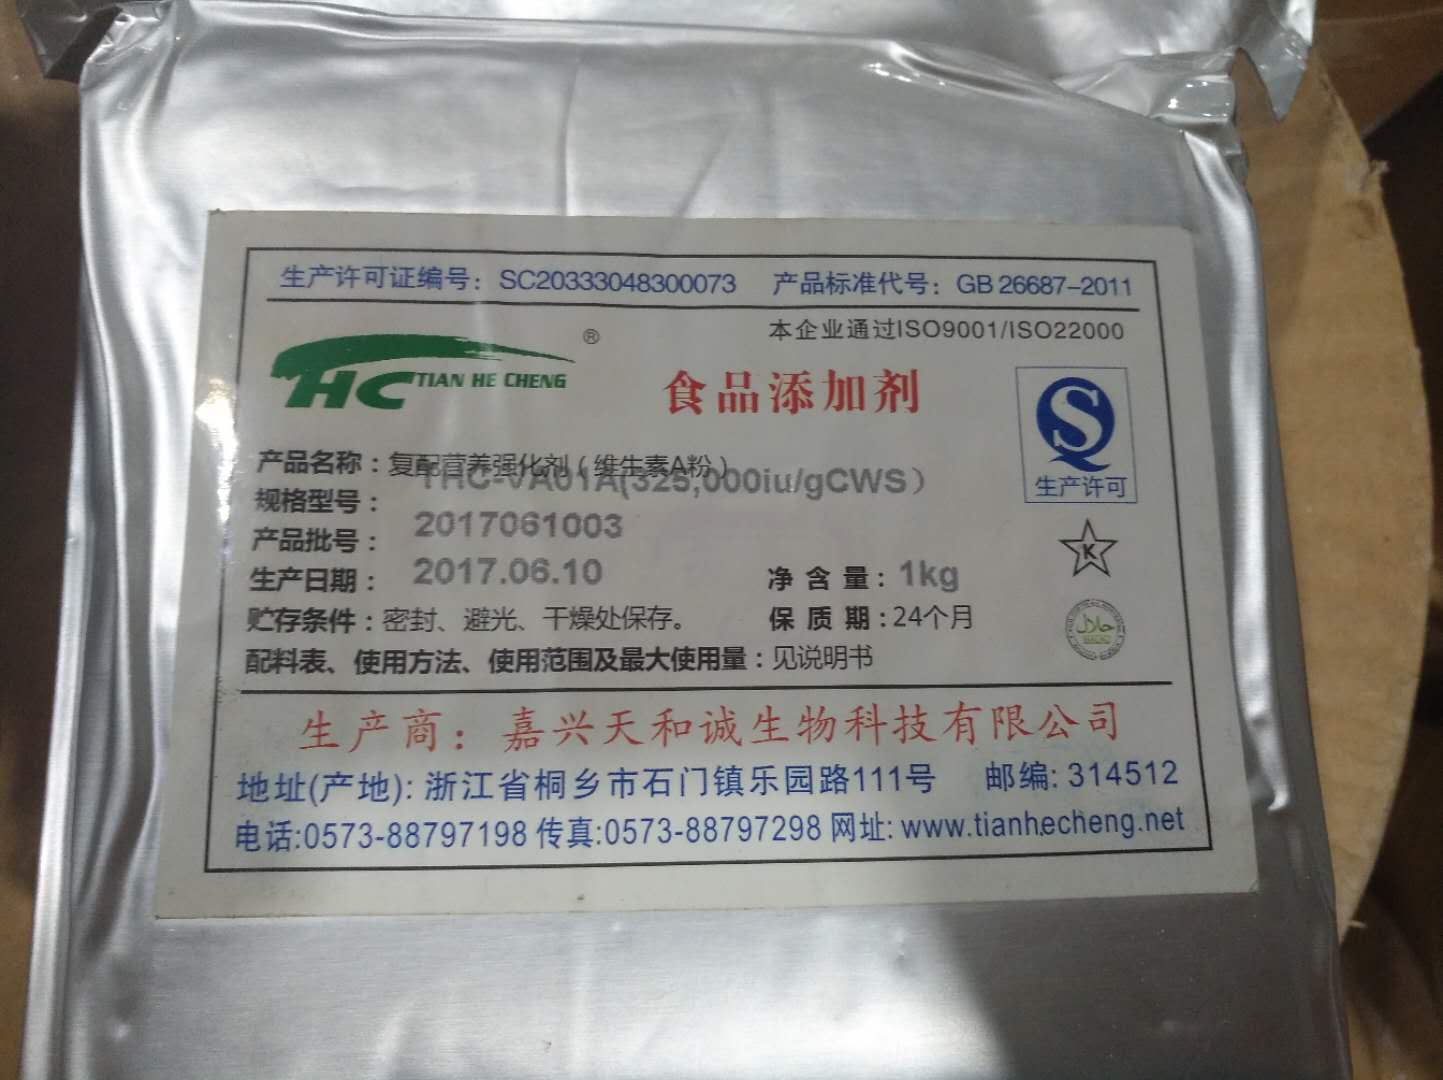 生产许可证编号：SC20333048300073 产品标准代号：GB 26687-2011
本企业通过ISO9001/ISO22000
THC TIAN HE CHENG ®
食品添加剂
产品名称：复配营养强化剂（维生素A粉）
规格型号：THC-VA01A(325,000iu/gCWS）
产品批号：2017061003
生产日期：2017.06.10 净含量：1kg
贮存条件：密封、避光、干燥处保存。 保质期：24个月
配料表、使用方法、使用范围及最大使用量：见说明书
生产许可
K
حلال
生产商：嘉兴天和诚生物科技有限公司
地址(产地): 浙江省桐乡市石门镇乐园路111号 邮编: 314512
电话:0573-88797198 传真:0573-88797298 网址: www.tianhecheng.net